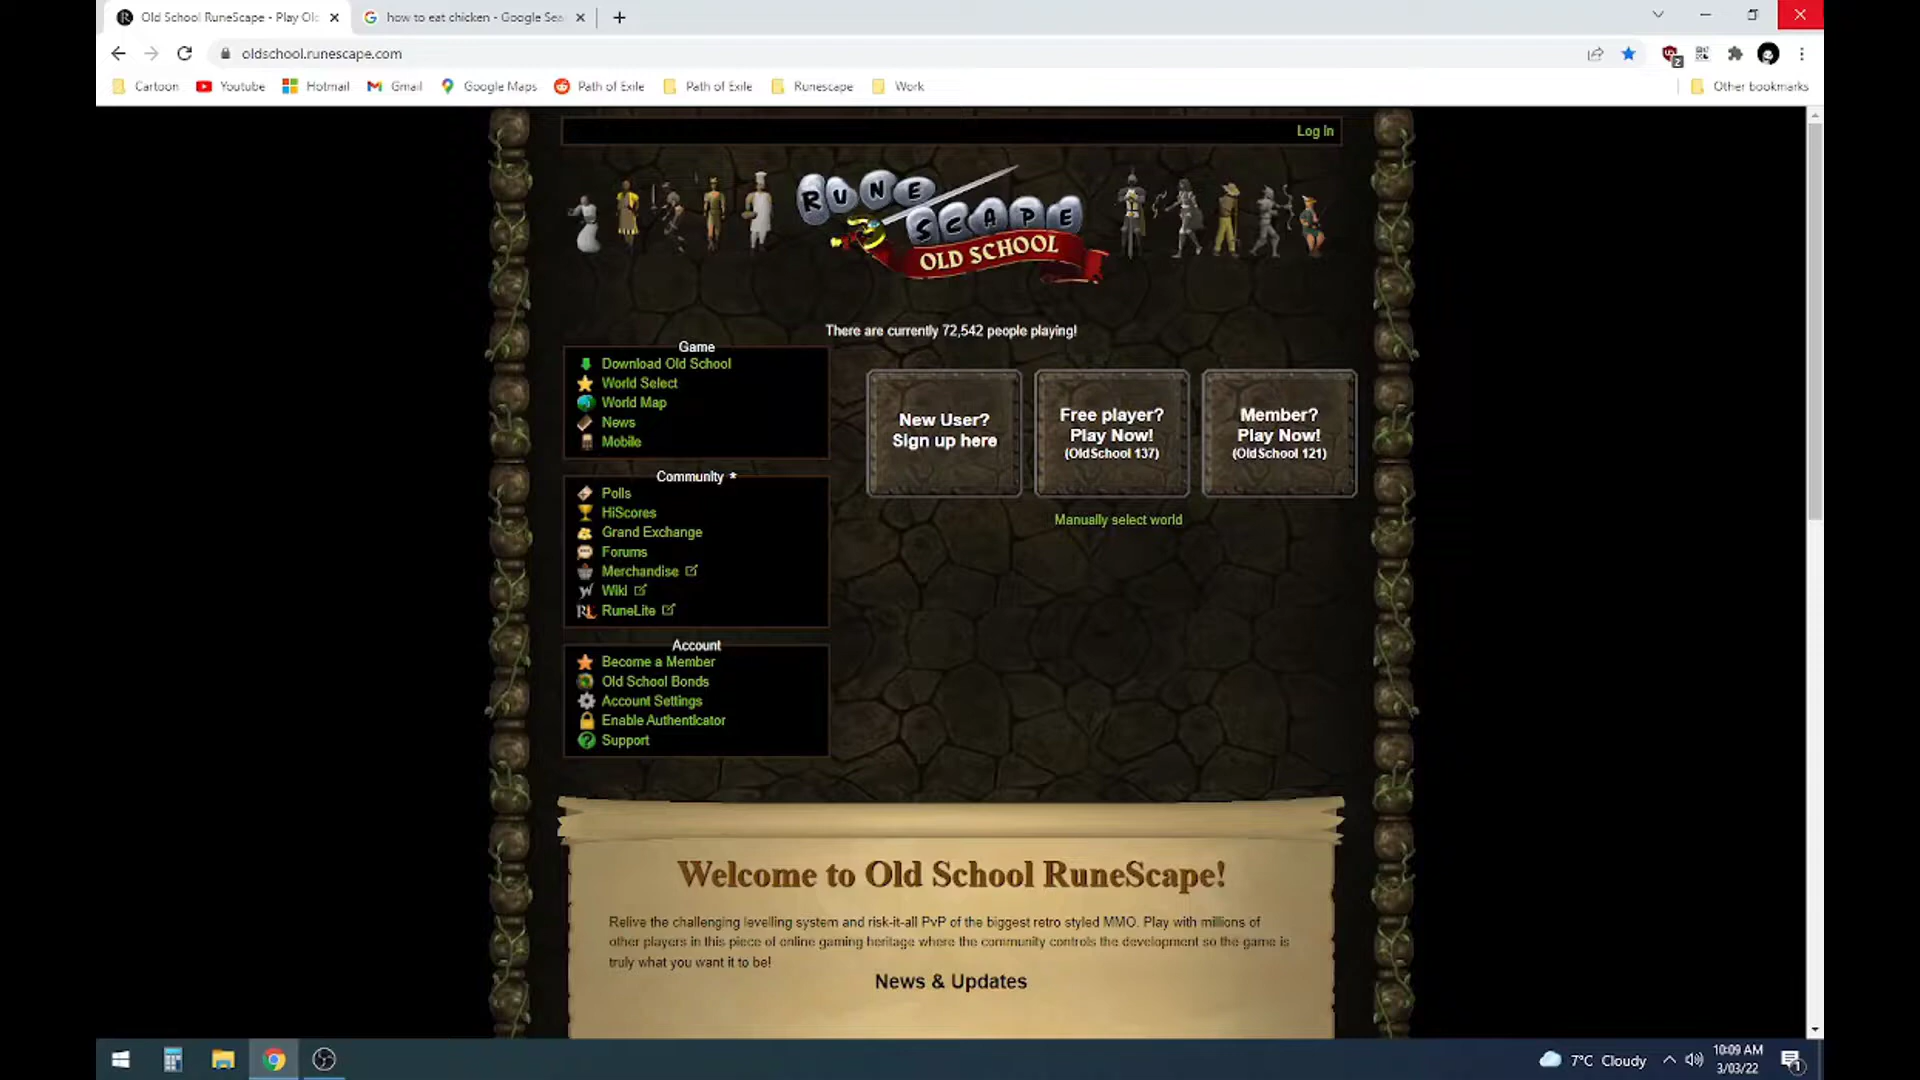 Old School RuneScape - Play Ol
how to eat chicken - Google Sea
oldschool.runescape.com
2
Cartoon
Youtube
Hotmail
Gmail
Google Maps
Path of Exile
Path of Exile
Runescape
Work
Other bookmarks
Log In
RUNE
SCAPE
OLD SCHOOL
There are currently 72,542 people playing!
Game
Download Old School
World Select
World Map
News
Mobile
Community *
Polls
HiScores
Grand Exchange
Forums
Merchandise
Wiki
RuneLite
Account
Become a Member
Old School Bonds
Account Settings
Enable Authenticator
Support
New User?
Sign up here
Free player?
Play Now!
(OldSchool 137)
Member?
Play Now!
(OldSchool 121)
Manually select world
Welcome to Old School RuneScape!
Relive the challenging levelling system and risk-it-all PvP of the biggest retro styled MMO. Play with millions of
other players in this piece of online gaming heritage where the community controls the development so the game is
truly what you want it to be!
News & Updates
7°C Cloudy
10:09 AM
3/03/22
1